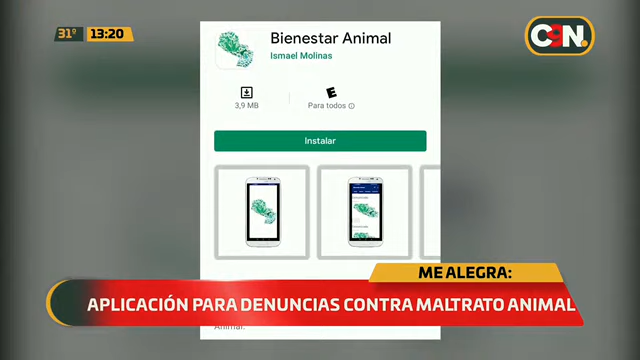 31º 13:20
C9N.
Bienestar Animal
Ismael Molinas
3,9 MB
E
Para todos
Instalar
ME ALEGRA:
APLICACIÓN PARA DENUNCIAS CONTRA MALTRATO ANIMAL
Animal.